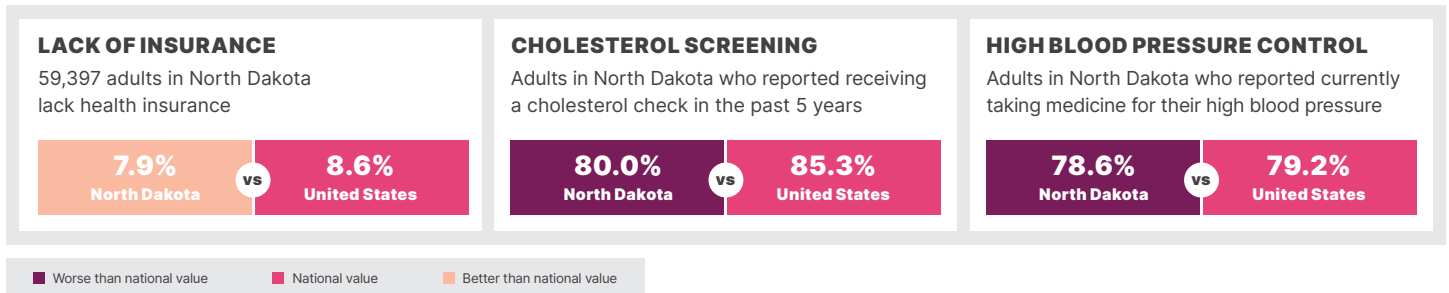 LACK OF INSURANCE
59,397 adults in North Dakota
lack health insurance
7.9%
North Dakota
vs
8.6%
United States
CHOLESTEROL SCREENING
Adults in North Dakota who reported receiving
a cholesterol check in the past 5 years
80.0%
North Dakota
vs
85.3%
United States
HIGH BLOOD PRESSURE CONTROL
Adults in North Dakota who reported currently
taking medicine for their high blood pressure
78.6%
North Dakota
vs
79.2%
United States
Worse than national value
National value
Better than national value